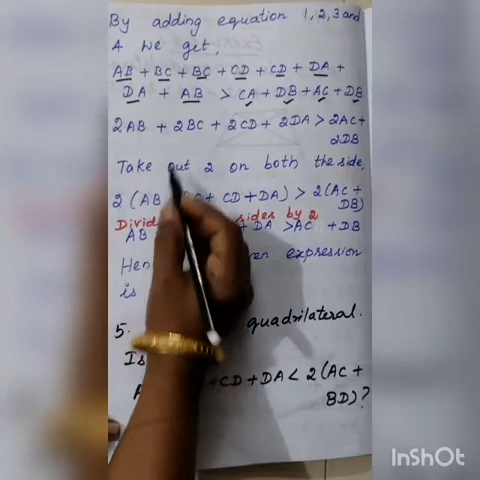 By adding equation 1, 2, 3 and
4 We get,
AB + BC + BC + CD + CD + DA +
DA + AB > CA + DB + AC + DB
2AB + 2BC + 2CD + 2DA > 2AC +
2DB
Take out 2 on both the side,
2 (AB + CD + DA) > 2(AC +
DB)
sides by 2
AB + DA >AC + DB
expression
is
5. quadrilateral.
Is
+CD + DA < 2 (AC +
BD)?
InShOt